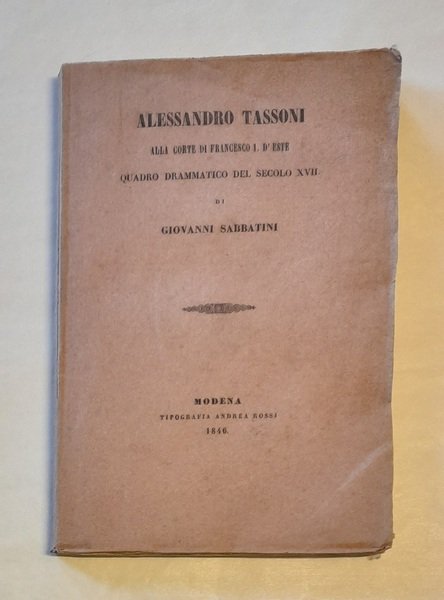 ALESSANDRO TASSONI
ALLA CORTE DI FRANCESCO I. D' ESTE
QUADRO DRAMMATICO DEL SECOLO XVII
DI
GIOVANNI SABBATINI
MODENA
TIPOGRAFIA ANDREA ROSSI
1846.